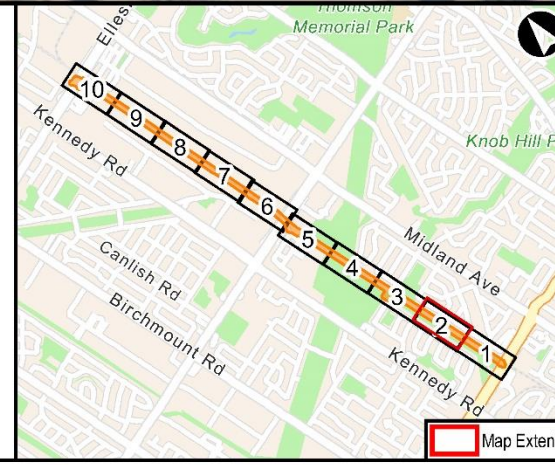 Thomson
Memorial Park
Elles
10
Kennedy Rd
9
8
Knob Hill P
7
6
5
Midland Ave
4
Canlish Rd
3
2
Birchmount Rd
1
Kennedy Rd
Map Exten